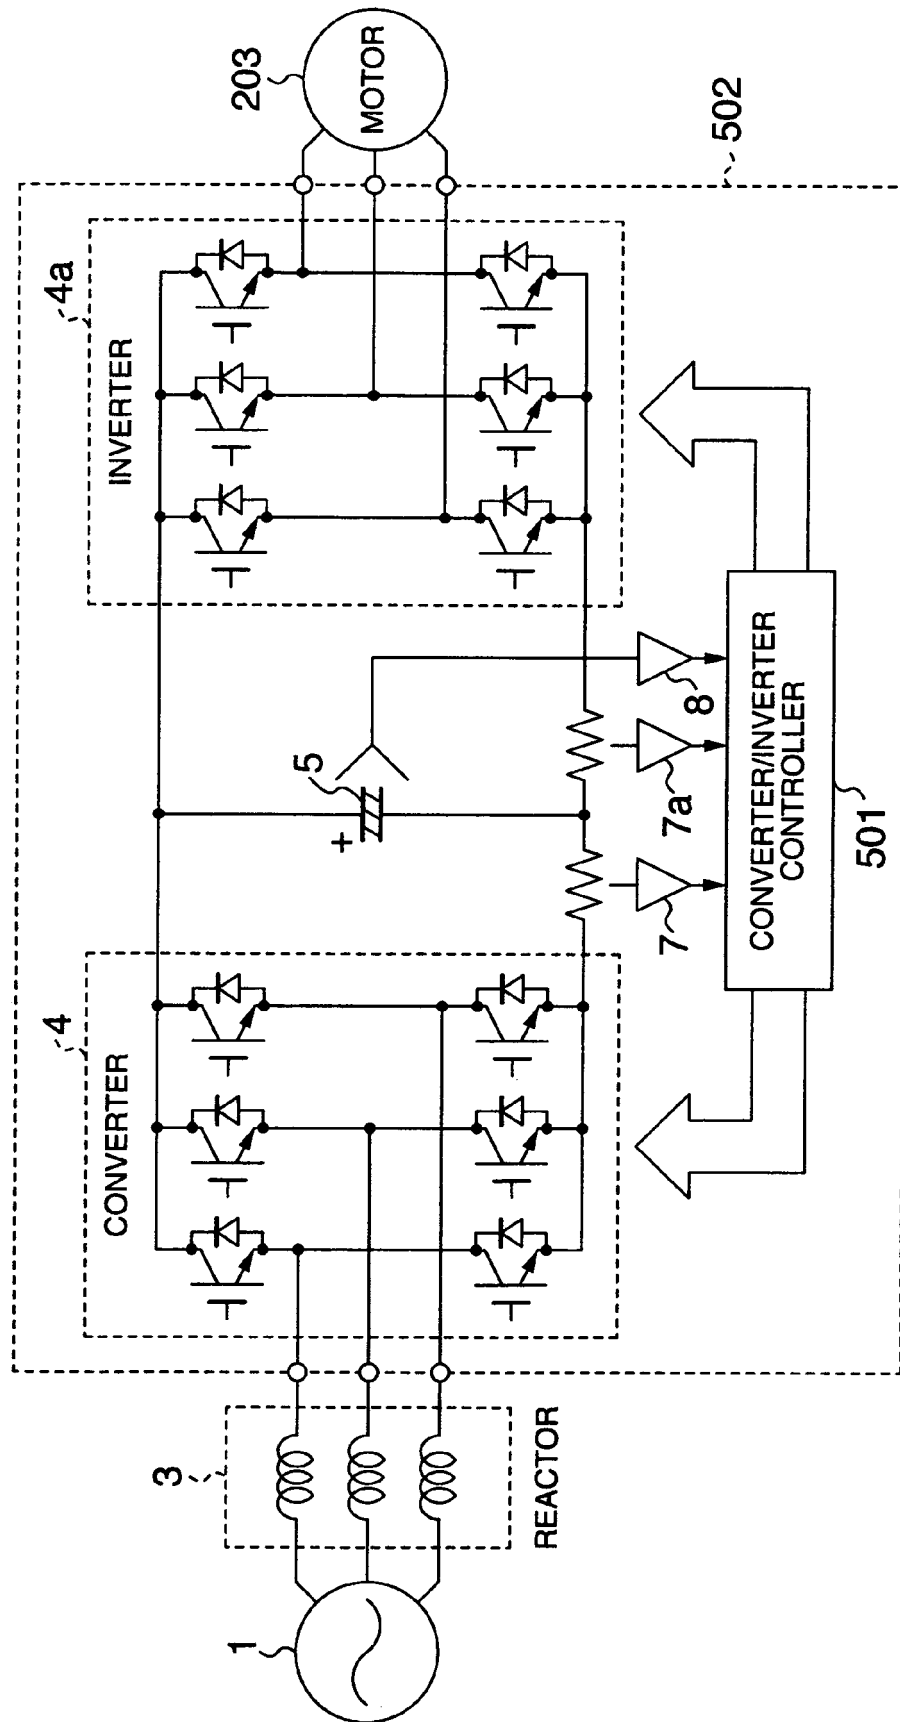 1
3
REACTOR
4
CONVERTER
5
+
7
7a
8
CONVERTER/INVERTER
CONTROLLER
501
4a
INVERTER
203
MOTOR
502